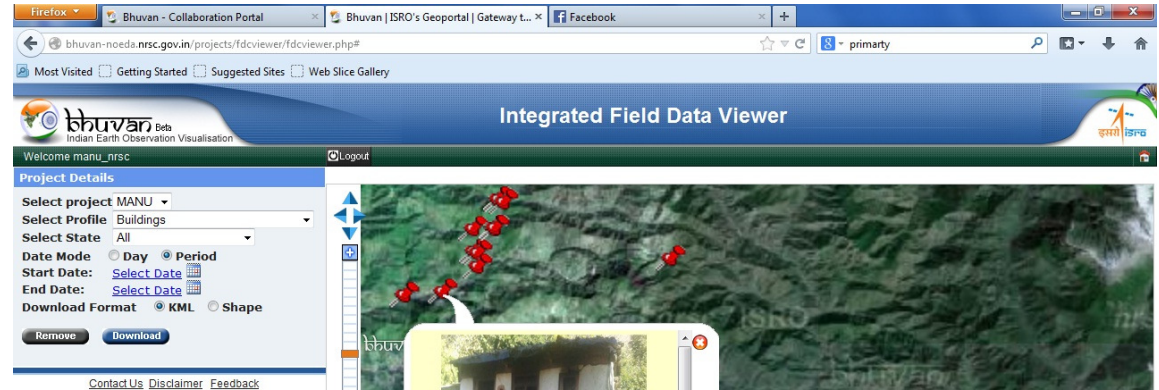 Firefox
Bhuvan - Collaboration Portal
Bhuvan | ISRO's Geoportal | Gateway t...
Facebook
bhuvan-noeda.nrsc.gov.in/projects/fdcviewer/fdcviewer.php#
primarty
Most Visited Getting Started Suggested Sites Web Slice Gallery
bhuvan Beta
Indian Earth Observation Visualisation
Integrated Field Data Viewer
इसरो isro
Welcome manu_nrsc
Logout
Project Details
Select project MANU
Select Profile Buildings
Select State All
Date Mode Day Period
Start Date: Select Date
End Date: Select Date
Download Format KML Shape
Remove Download
Contact Us Disclaimer Feedback
bhuv
ISRO